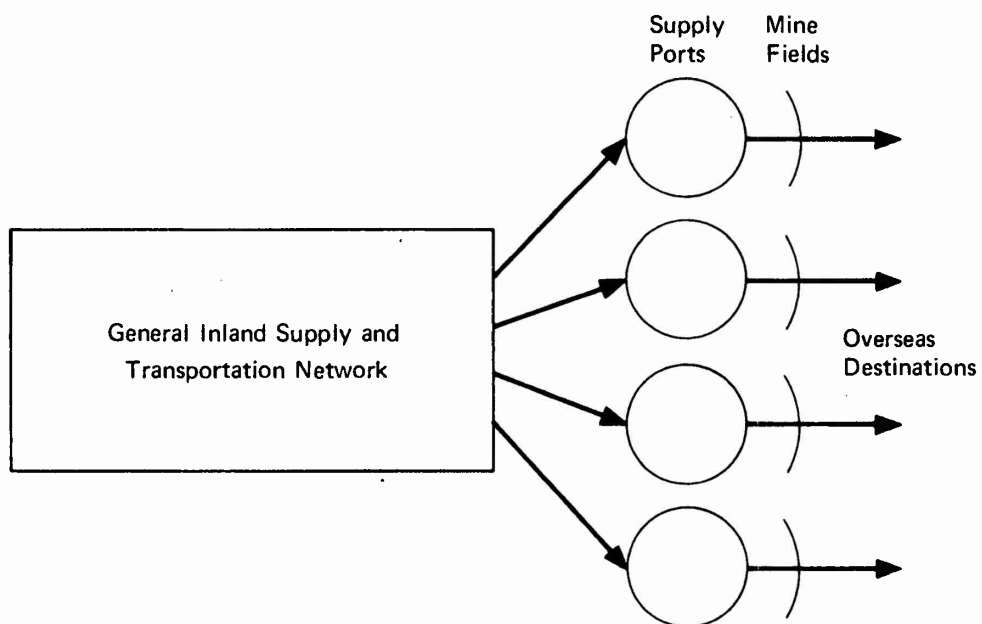 Supply
Ports
Mine
Fields
General Inland Supply and
Transportation Network
Overseas
Destinations